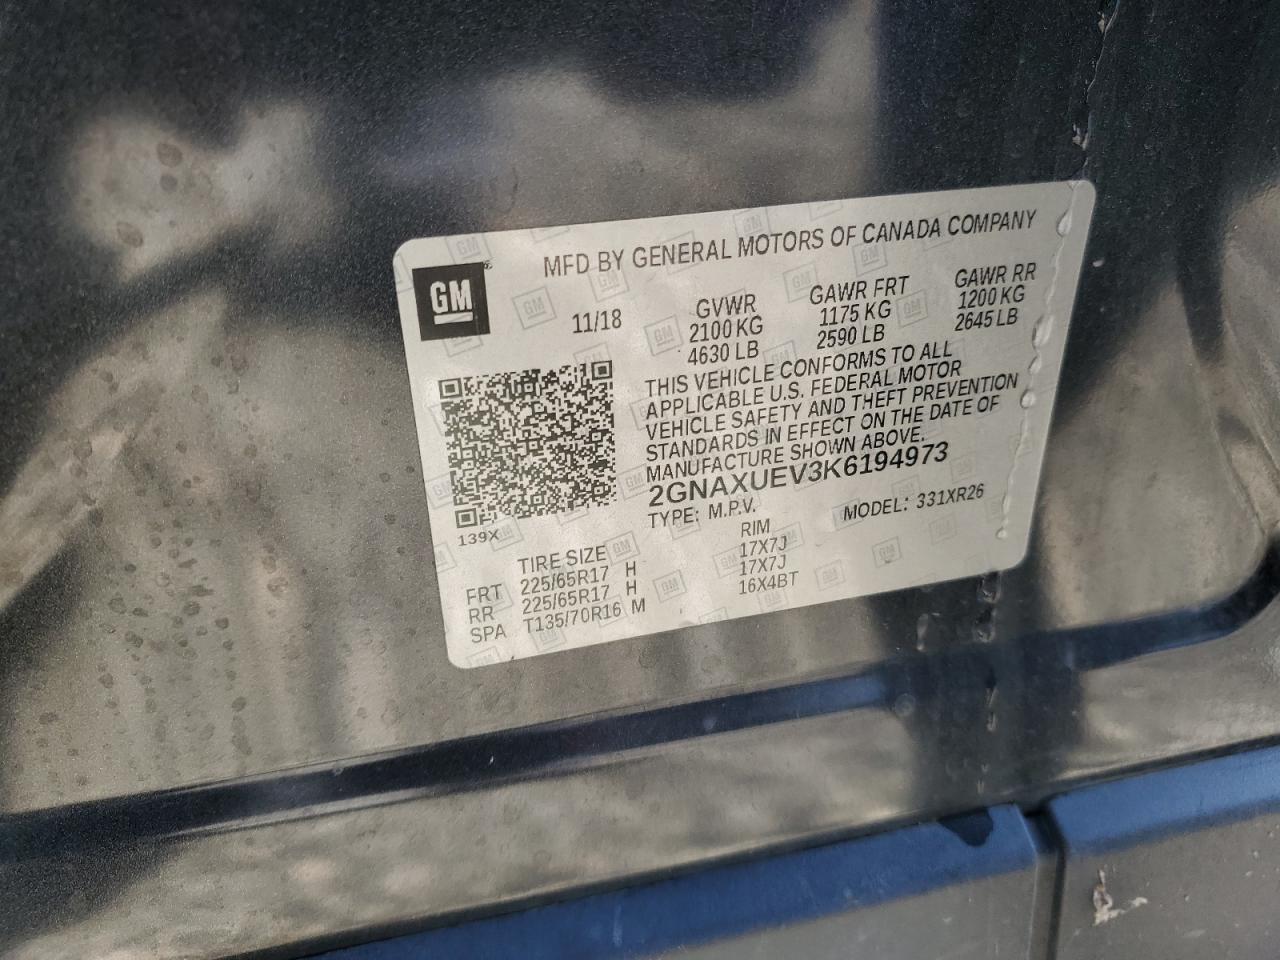 MFD BY GENERAL MOTORS OF CANADA COMPANY
GM
11/18
GVWR GAWR FRT GAWR RR
2100 KG 1175 KG 1200 KG
4630 LB 2590 LB 2645 LB
THIS VEHICLE CONFORMS TO ALL
APPLICABLE U.S. FEDERAL MOTOR
VEHICLE SAFETY AND THEFT PREVENTION
STANDARDS IN EFFECT ON THE DATE OF
MANUFACTURE SHOWN ABOVE.
2GNAXUEV3K6194973
TYPE: M.P.V. MODEL: 331XR26
139X
TIRE SIZE RIM
FRT 225/65R17 H 17X7J
RR 225/65R17 H 17X7J
SPA T135/70R16 M 16X4BT